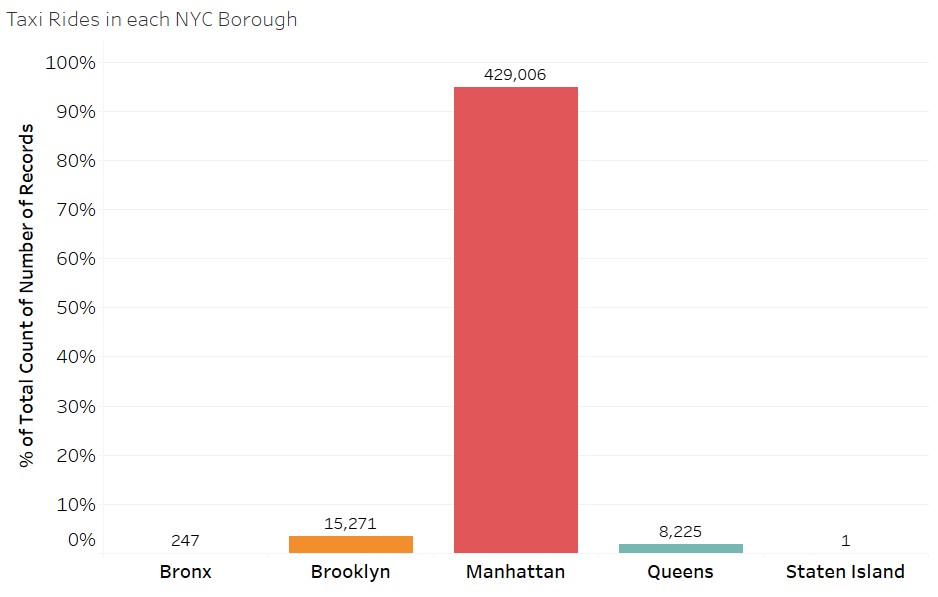 Taxi Rides in each NYC Borough
% of Total Count of Number of Records
100%
90%
80%
70%
60%
50%
40%
30%
20%
10%
0%
429,006
15,271
8,225
247
1
Bronx
Brooklyn
Manhattan
Queens
Staten Island